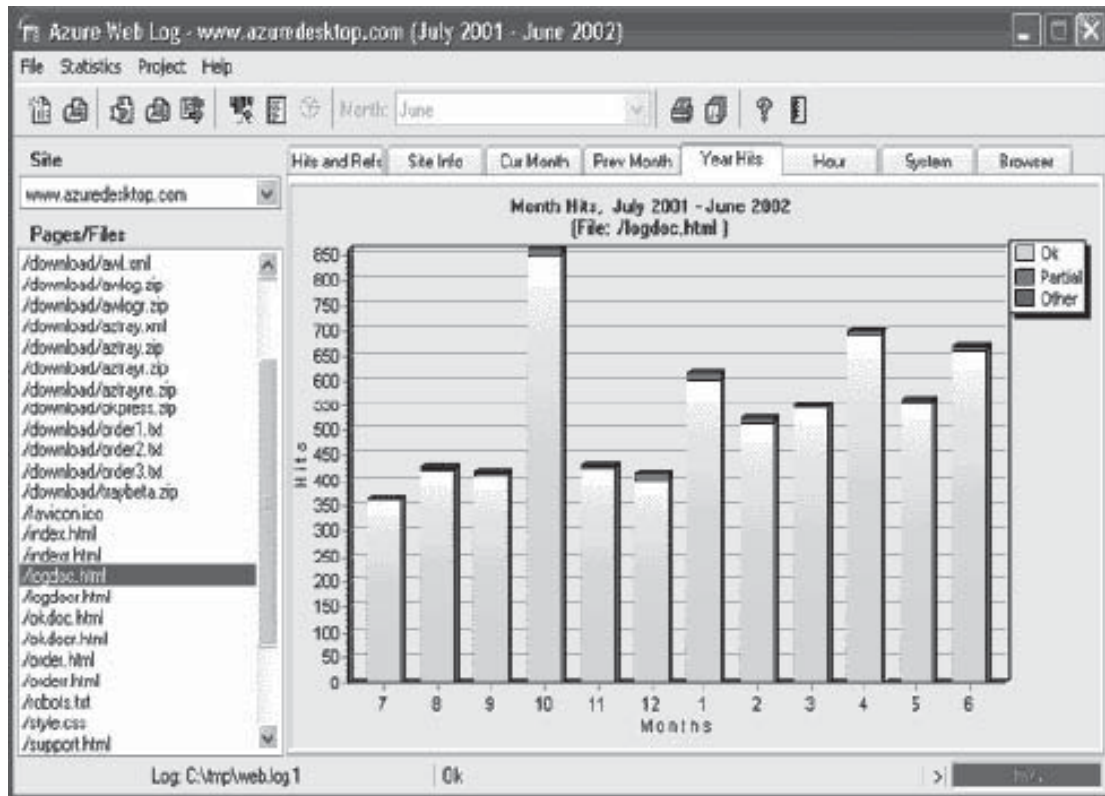 Azure Web Log - www.azuredesktop.com (July 2001 - June 2002)
File Statistics Project Help
Month: June
Site
www.azuredesktop.com
Pages/Files
/download/awl.xml
/download/awlog.zip
/download/awlogr.zip
/download/aztray.xml
/download/aztray.zip
/download/aztrayr.zip
/download/aztrayre.zip
/download/okpress.zip
/download/order1.txt
/download/order2.txt
/download/order3.txt
/download/traybeta.zip
/favicon.ico
/index.html
/indexr.html
/logdoc.html
/logdocr.html
/okdoc.html
/okdocr.html
/order.html
/orderr.html
/robots.txt
/style.css
/support.html
Hits and Refs Site Info Cur Month Prev Month Year Hits Hour System Browser
Month Hits, July 2001 - June 2002
(File: /logdoc.html )
Ok
Partial
Other
850
800
750
700
650
600
550
500
450
400
350
300
250
200
150
100
50
0
Hits
7 8 9 10 11 12 1 2 3 4 5 6
Months
Log: C:\tmp\web.log1 Ok >|